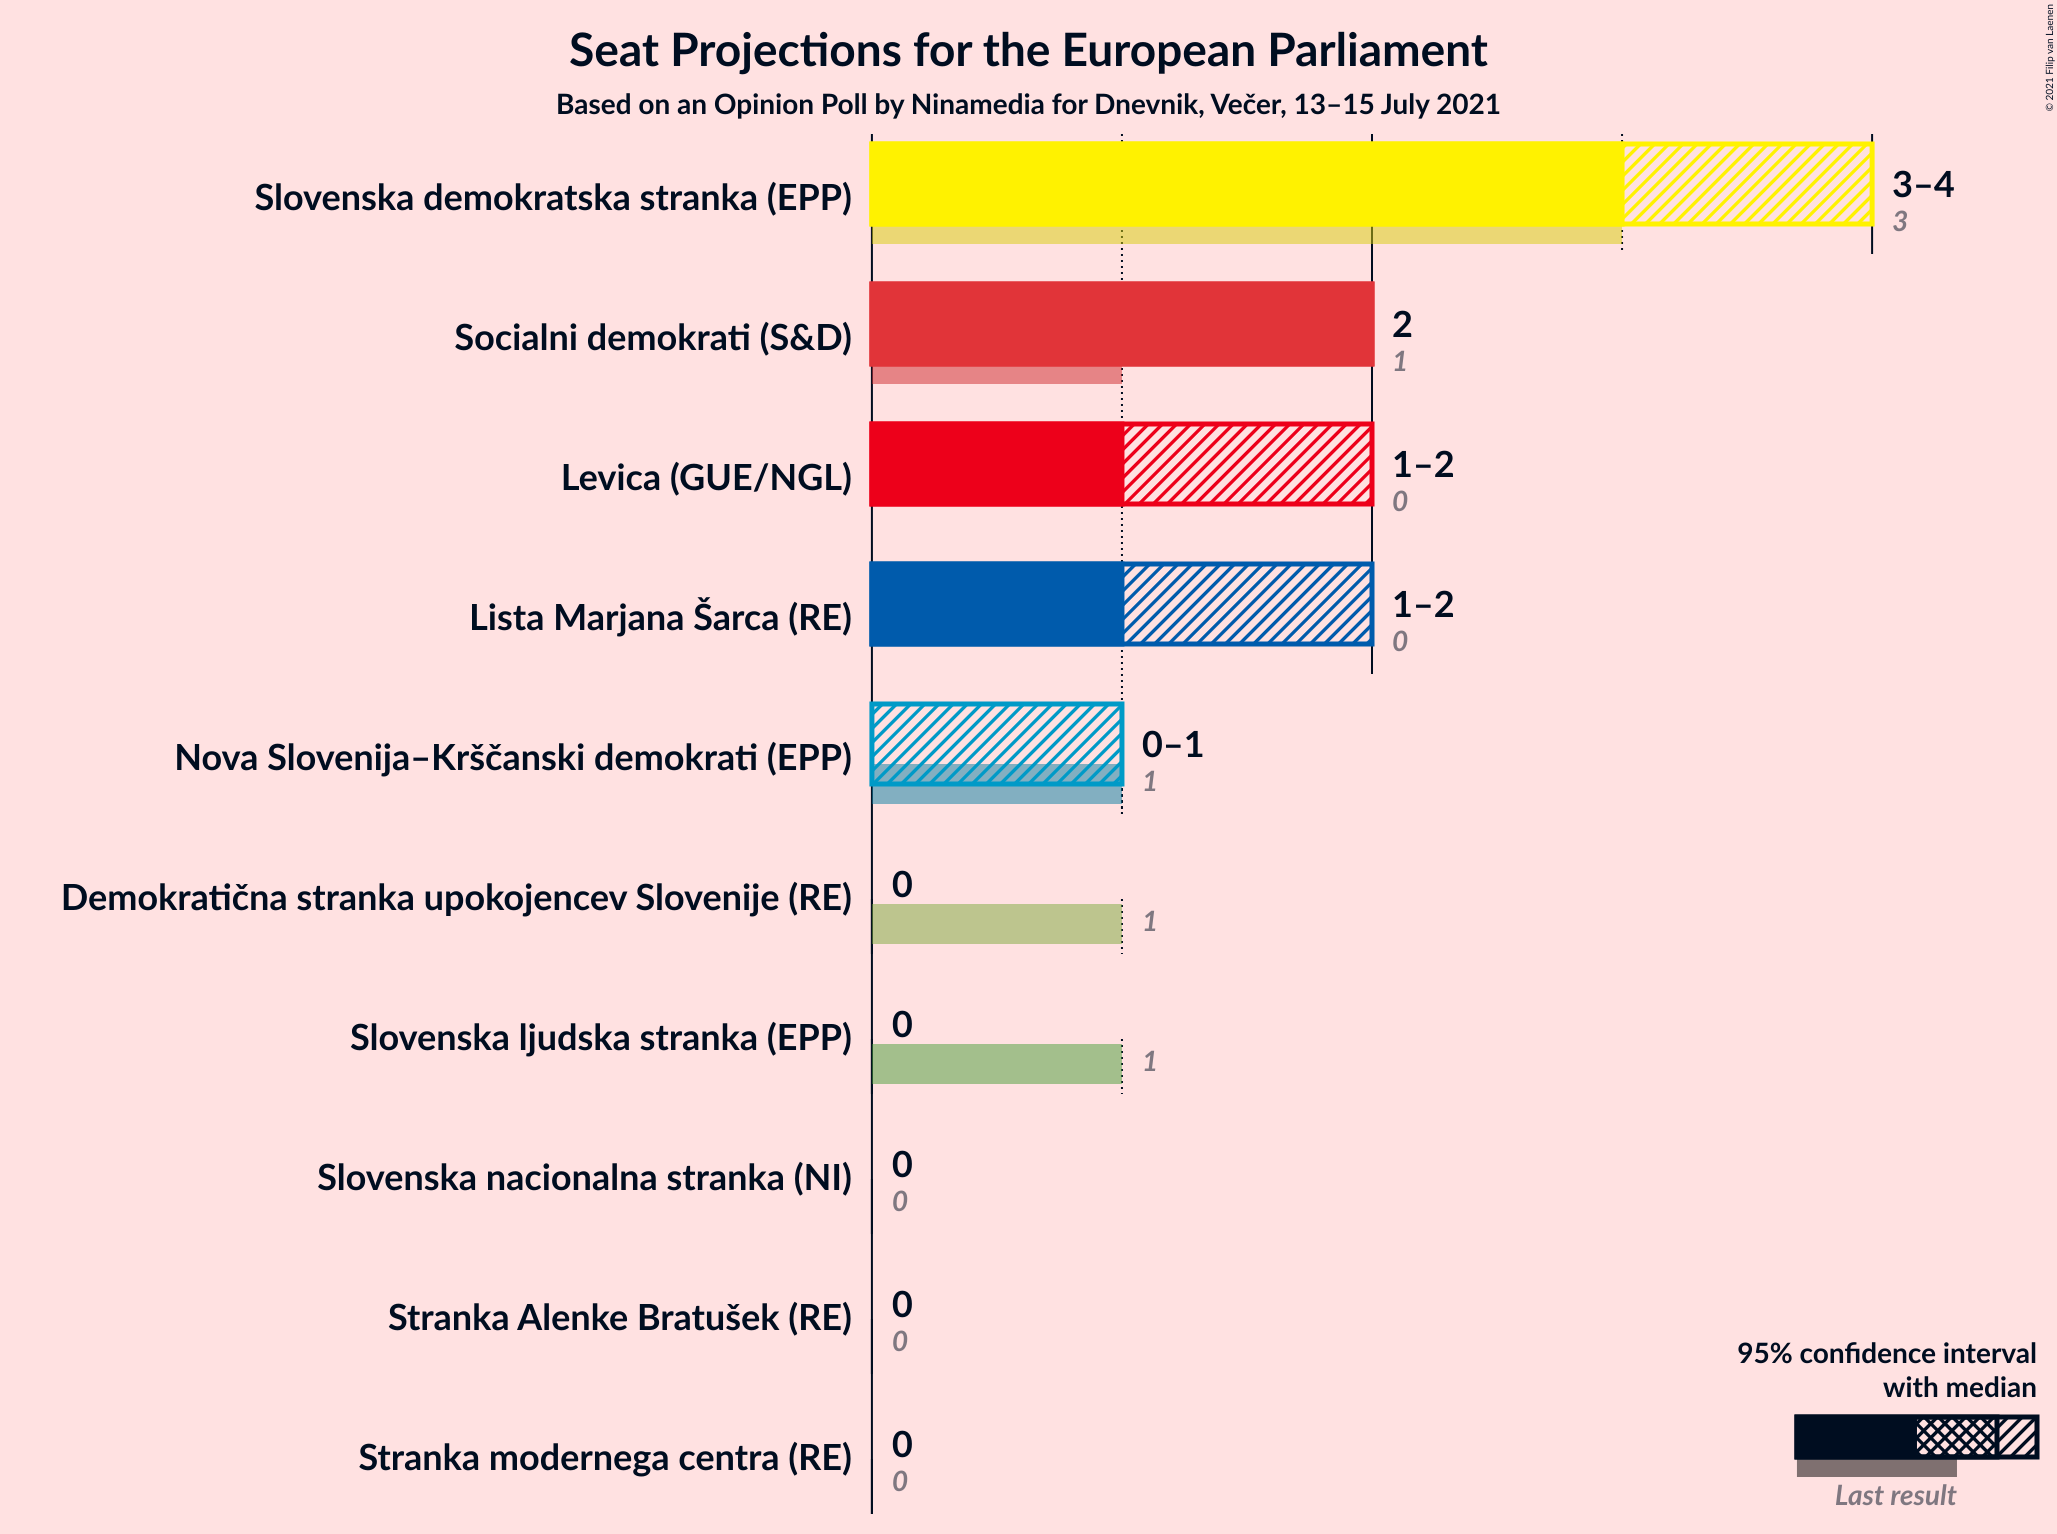 Seat Projections for the European Parliament
Based on an Opinion Poll by Ninamedia for Dnevnik, Večer, 13–15 July 2021
© 2021 Filip van Laenen
Slovenska demokratska stranka (EPP)
3–4
3
Socialni demokrati (S&D)
2
1
Levica (GUE/NGL)
1–2
0
Lista Marjana Šarca (RE)
1–2
0
Nova Slovenija–Krščanski demokrati (EPP)
0–1
1
Demokratična stranka upokojencev Slovenije (RE)
0
1
Slovenska ljudska stranka (EPP)
0
1
Slovenska nacionalna stranka (NI)
0
0
Stranka Alenke Bratušek (RE)
0
0
Stranka modernega centra (RE)
0
0
95% confidence interval
with median
Last result